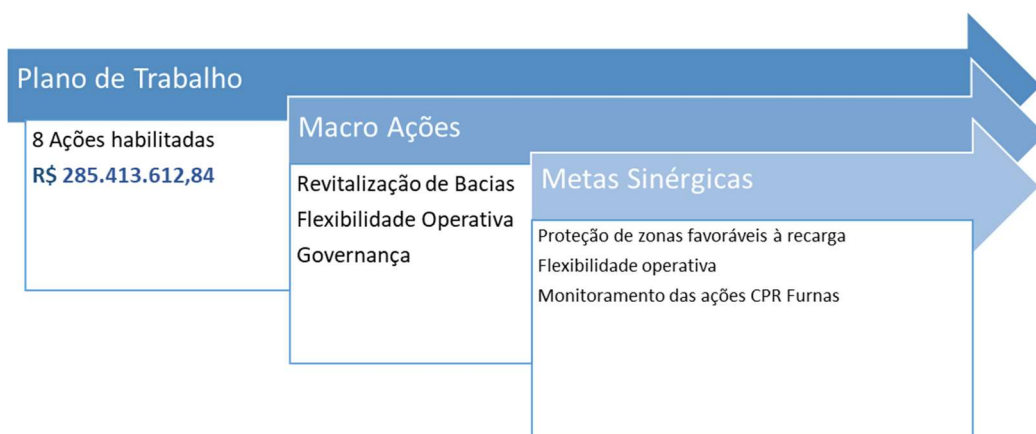 Plano de Trabalho
8 Ações habilitadas
R$ 285.413.612,84
Macro Ações
Revitalização de Bacias
Flexibilidade Operativa
Governança
Metas Sinérgicas
Proteção de zonas favoráveis à recarga
Flexibilidade operativa
Monitoramento das ações CPR Furnas